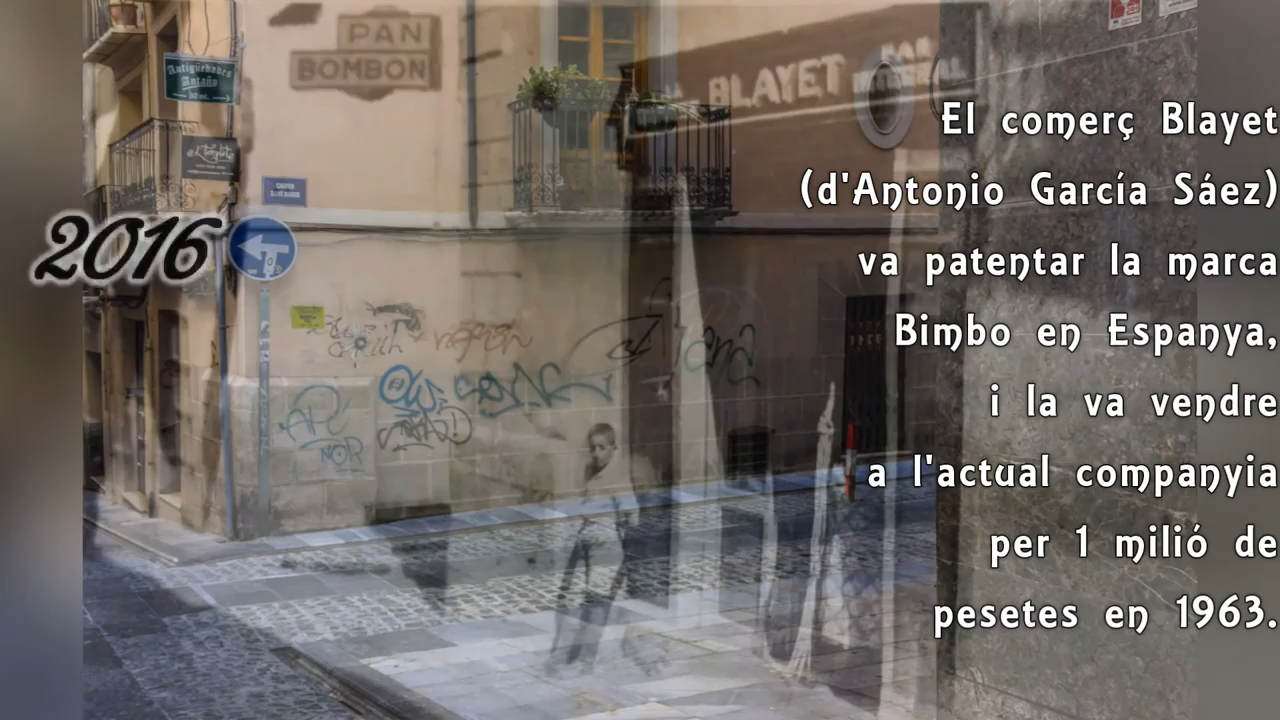 PAN
BOMBON
BLAYET
Antigüedades
Antaño
2016
El comerç Blayet
(d'Antonio García Sáez)
va patentar la marca
Bimbo en Espanya,
i la va vendre
a l'actual companyia
per 1 milió de
pesetes en 1963.